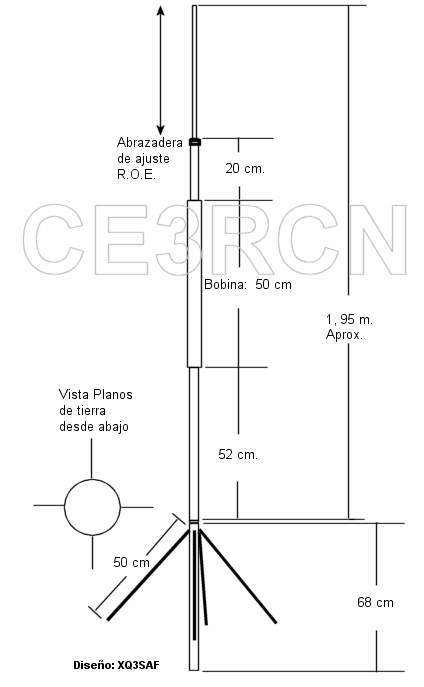 Abrazadera
de ajuste
R.O.E.
20 cm.
CE3RCN
Bobina: 50 cm
1, 95 m.
Aprox.
Vista Planos
de tierra
desde abajo
52 cm.
50 cm
68 cm
Diseño: XQ3SAF